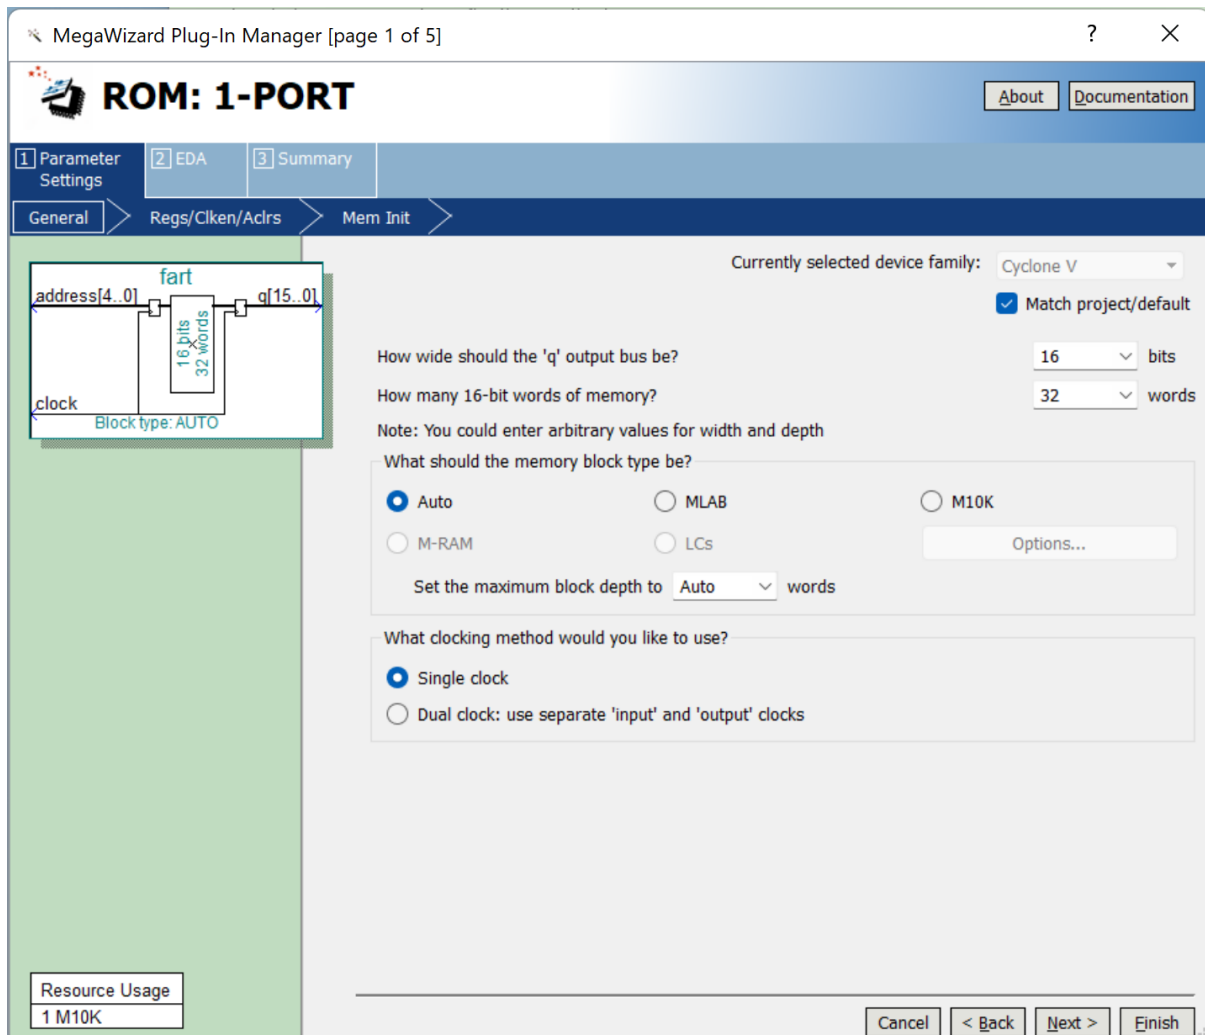 MegaWizard Plug-In Manager [page 1 of 5]
?
ROM: 1-PORT
About
Documentation
1 Parameter Settings
2 EDA
3 Summary
General
Regs/Clken/Aclrs
Mem Init
fart
address[4..0]
q[15..0]
16 bits
32 words
clock
Block type: AUTO
Currently selected device family:
Cyclone V
Match project/default
How wide should the 'q' output bus be?
16
bits
How many 16-bit words of memory?
32
words
Note: You could enter arbitrary values for width and depth
What should the memory block type be?
Auto
MLAB
M10K
M-RAM
LCs
Options...
Set the maximum block depth to
Auto
words
What clocking method would you like to use?
Single clock
Dual clock: use separate 'input' and 'output' clocks
Resource Usage
1 M10K
Cancel
< Back
Next >
Finish